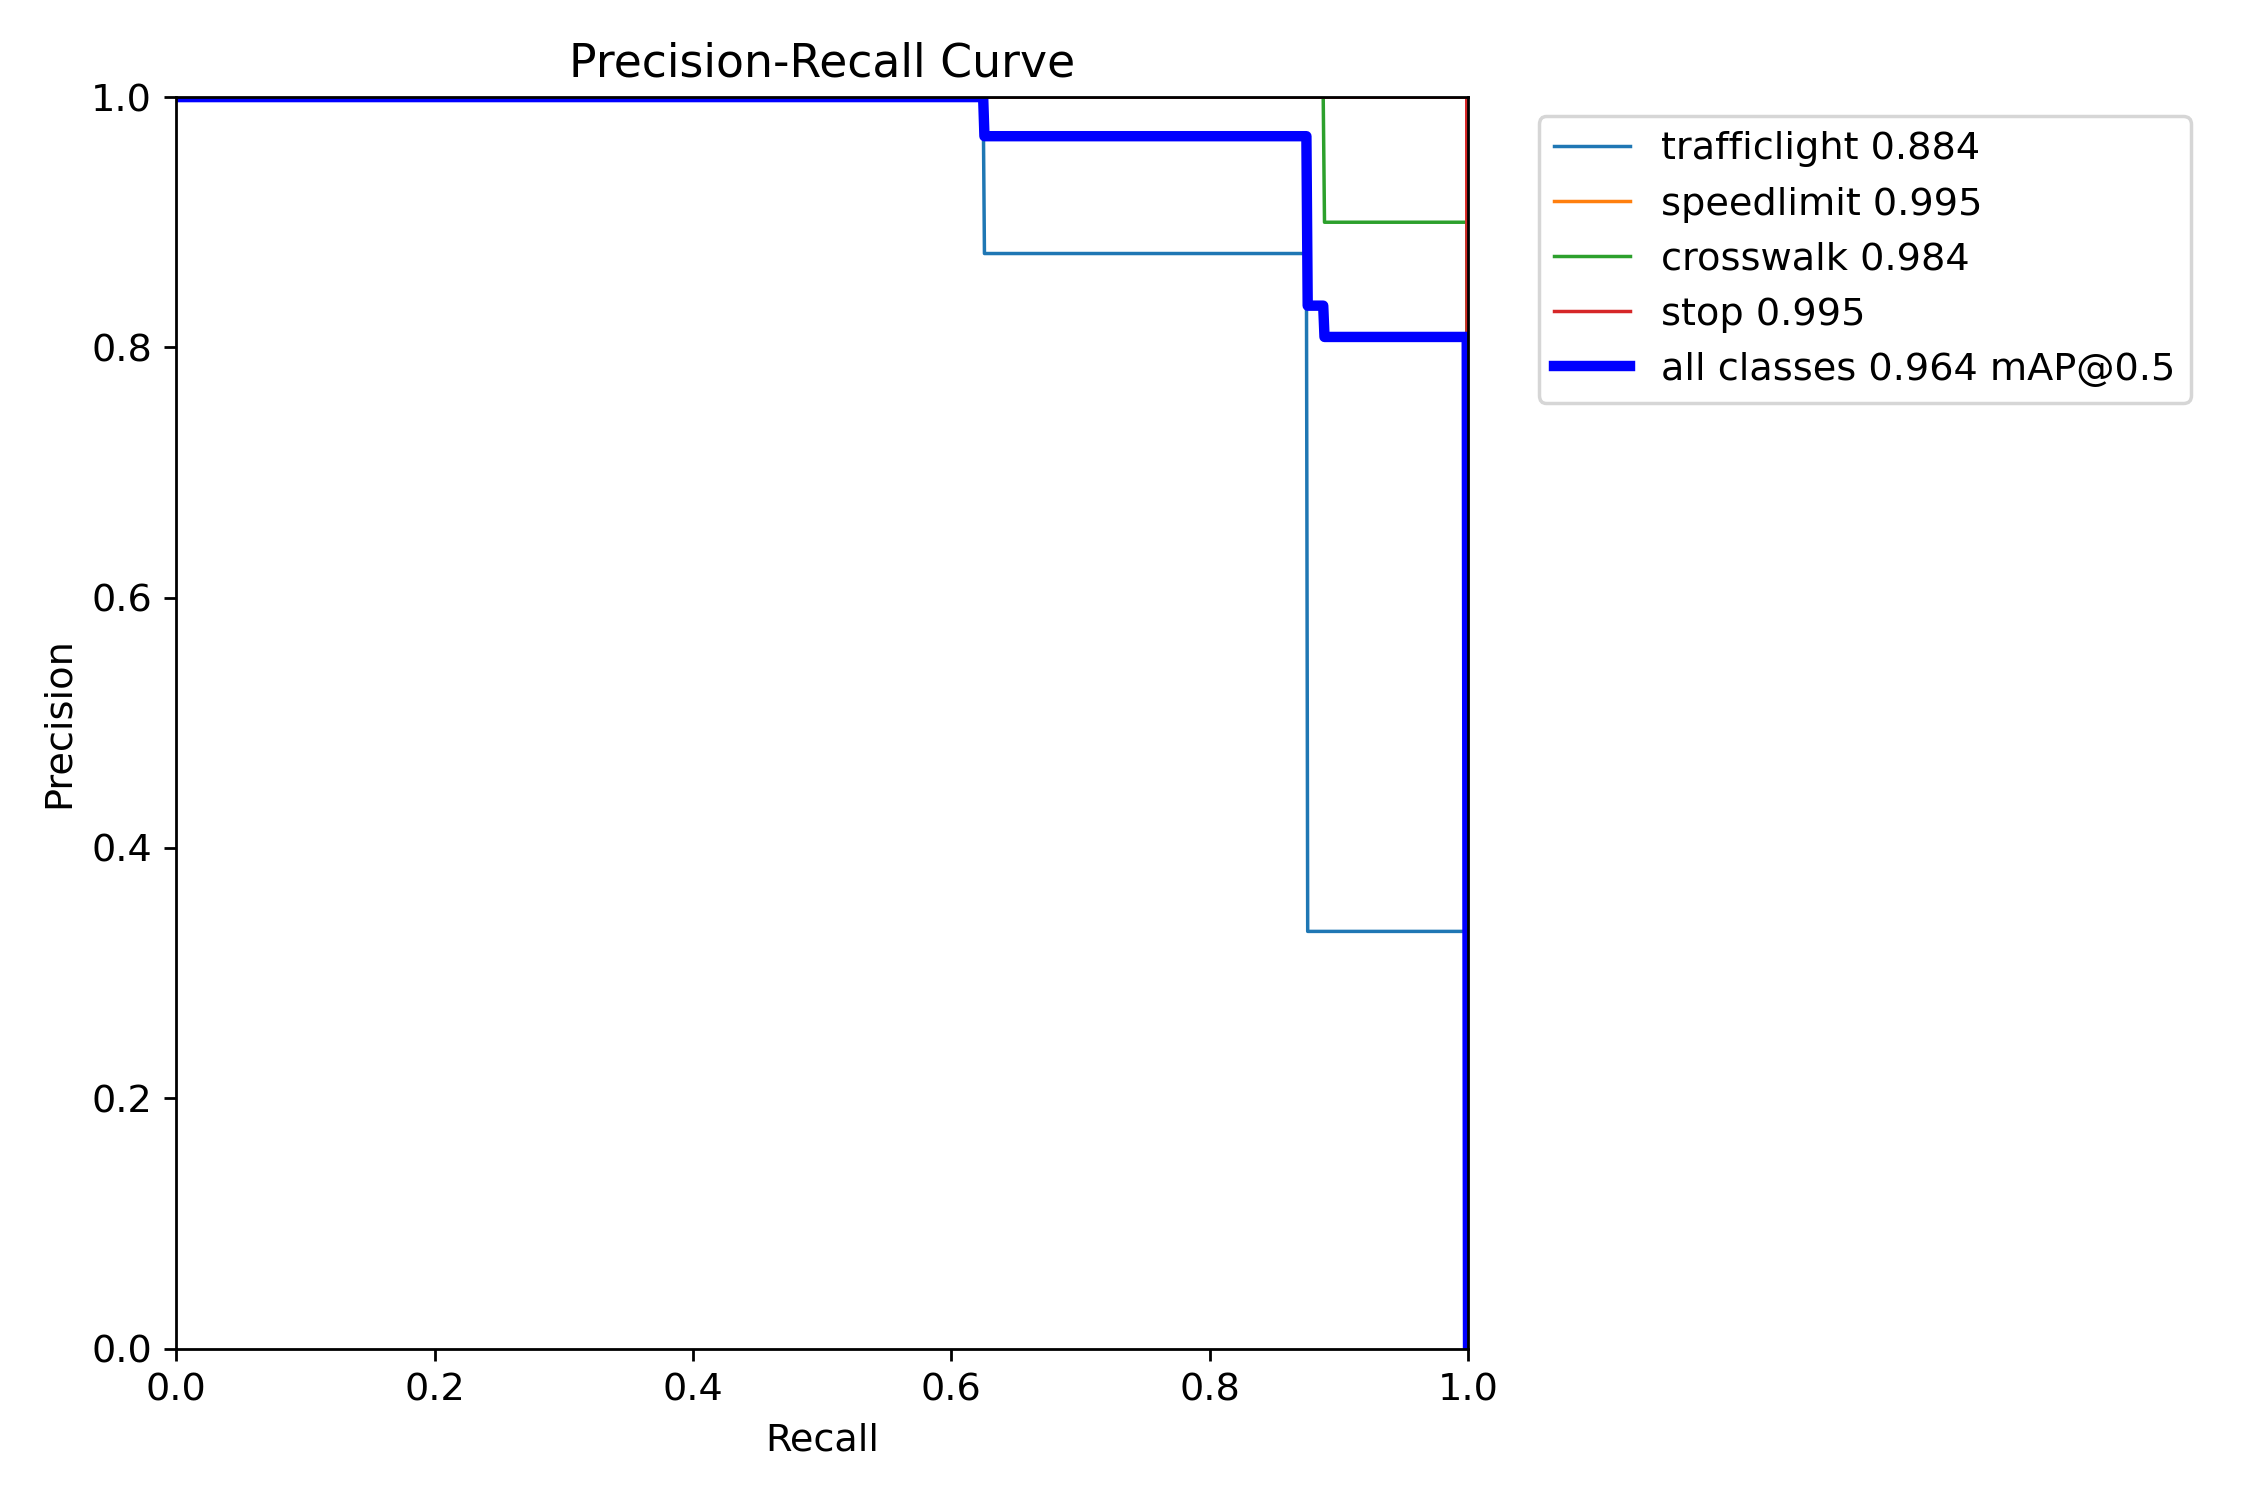 Precision-Recall Curve
1.0
0.8
0.6
0.4
0.2
0.0
Precision
0.0 0.2 0.4 0.6 0.8 1.0
Recall
trafficlight 0.884
speedlimit 0.995
crosswalk 0.984
stop 0.995
all classes 0.964 mAP@0.5